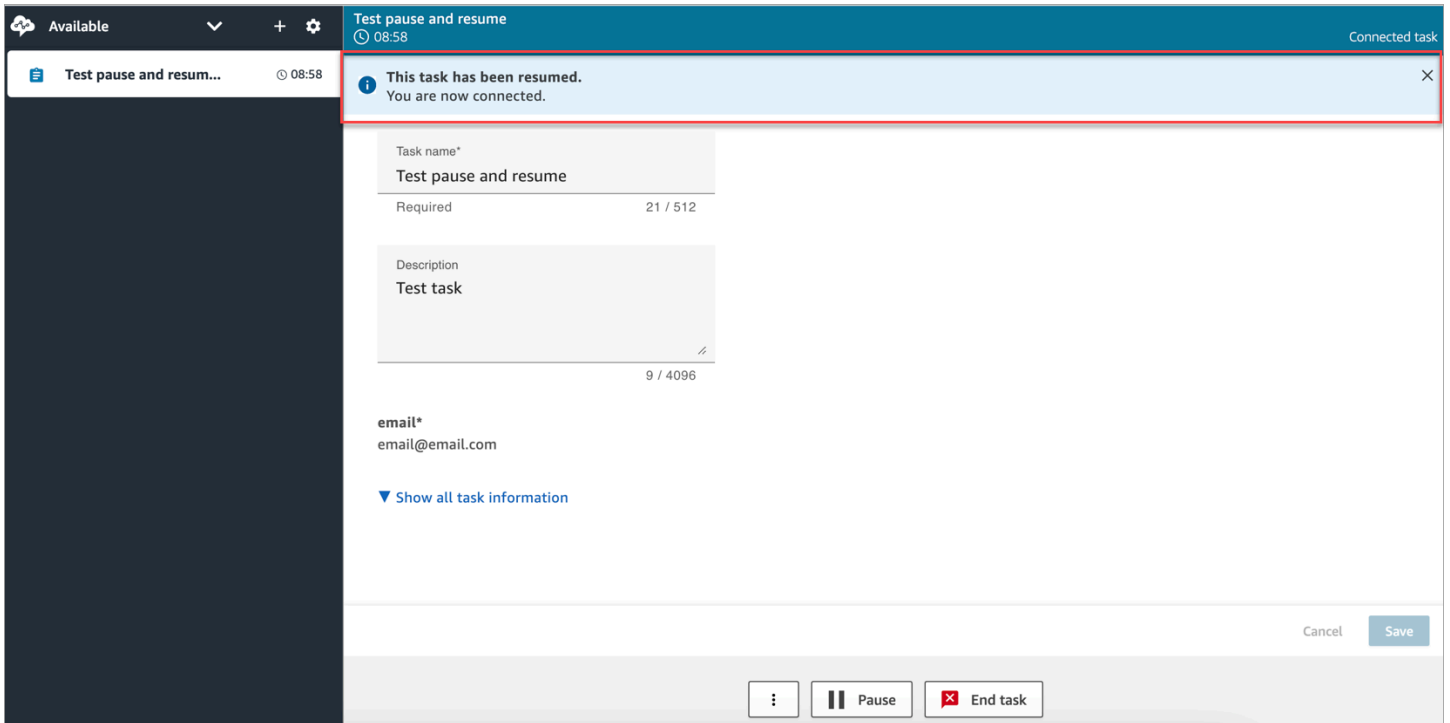 Available
Test pause and resum...
08:58
Test pause and resume
08:58
Connected task
This task has been resumed.
You are now connected.
Task name*
Test pause and resume
Required
21 / 512
Description
Test task
9 / 4096
email*
email@email.com
Show all task information
Cancel
Save
Pause
End task